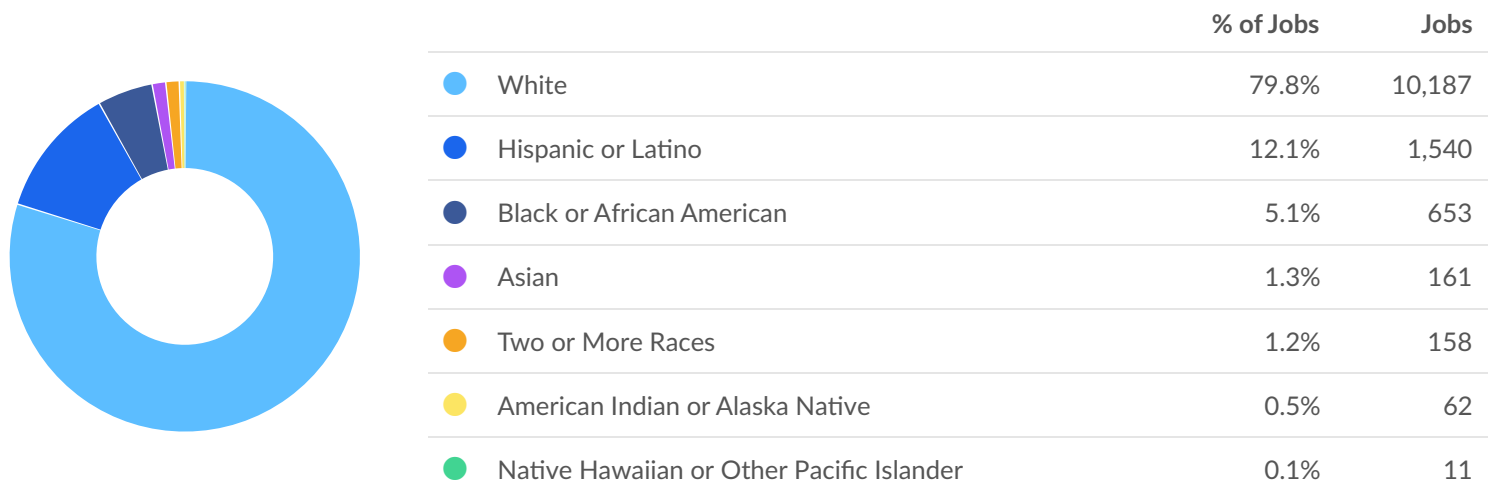 % of Jobs Jobs
White 79.8% 10,187
Hispanic or Latino 12.1% 1,540
Black or African American 5.1% 653
Asian 1.3% 161
Two or More Races 1.2% 158
American Indian or Alaska Native 0.5% 62
Native Hawaiian or Other Pacific Islander 0.1% 11